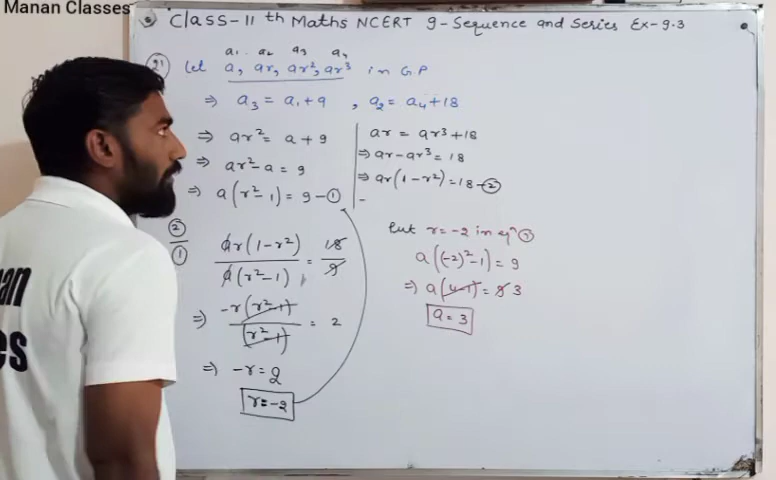 Manan Classes
Class-11 th Maths NCERT 9-Sequence and Series Ex-9.3
a₁ a₂ a₃ a₄
21) Let a, ar, ar², ar³ in G.P
⇒ a₃ = a₁+9 , a₂ = a₄+18
⇒ ar² = a + 9
⇒ ar²-a = 9
⇒ a(r²-1) = 9 - ①
ar = ar³+18
⇒ ar-ar³ = 18
⇒ ar(1-r²) = 18 - ②
②/① ar(1-r²)/a(r²-1) = 18/9
⇒ -r(r²-1)/(r²-1) = 2
⇒ -r = 2
r = -2
Put r = -2 in eqⁿ ①
a((-2)²-1) = 9
⇒ a(4-1) = 9 3
a = 3
an
es